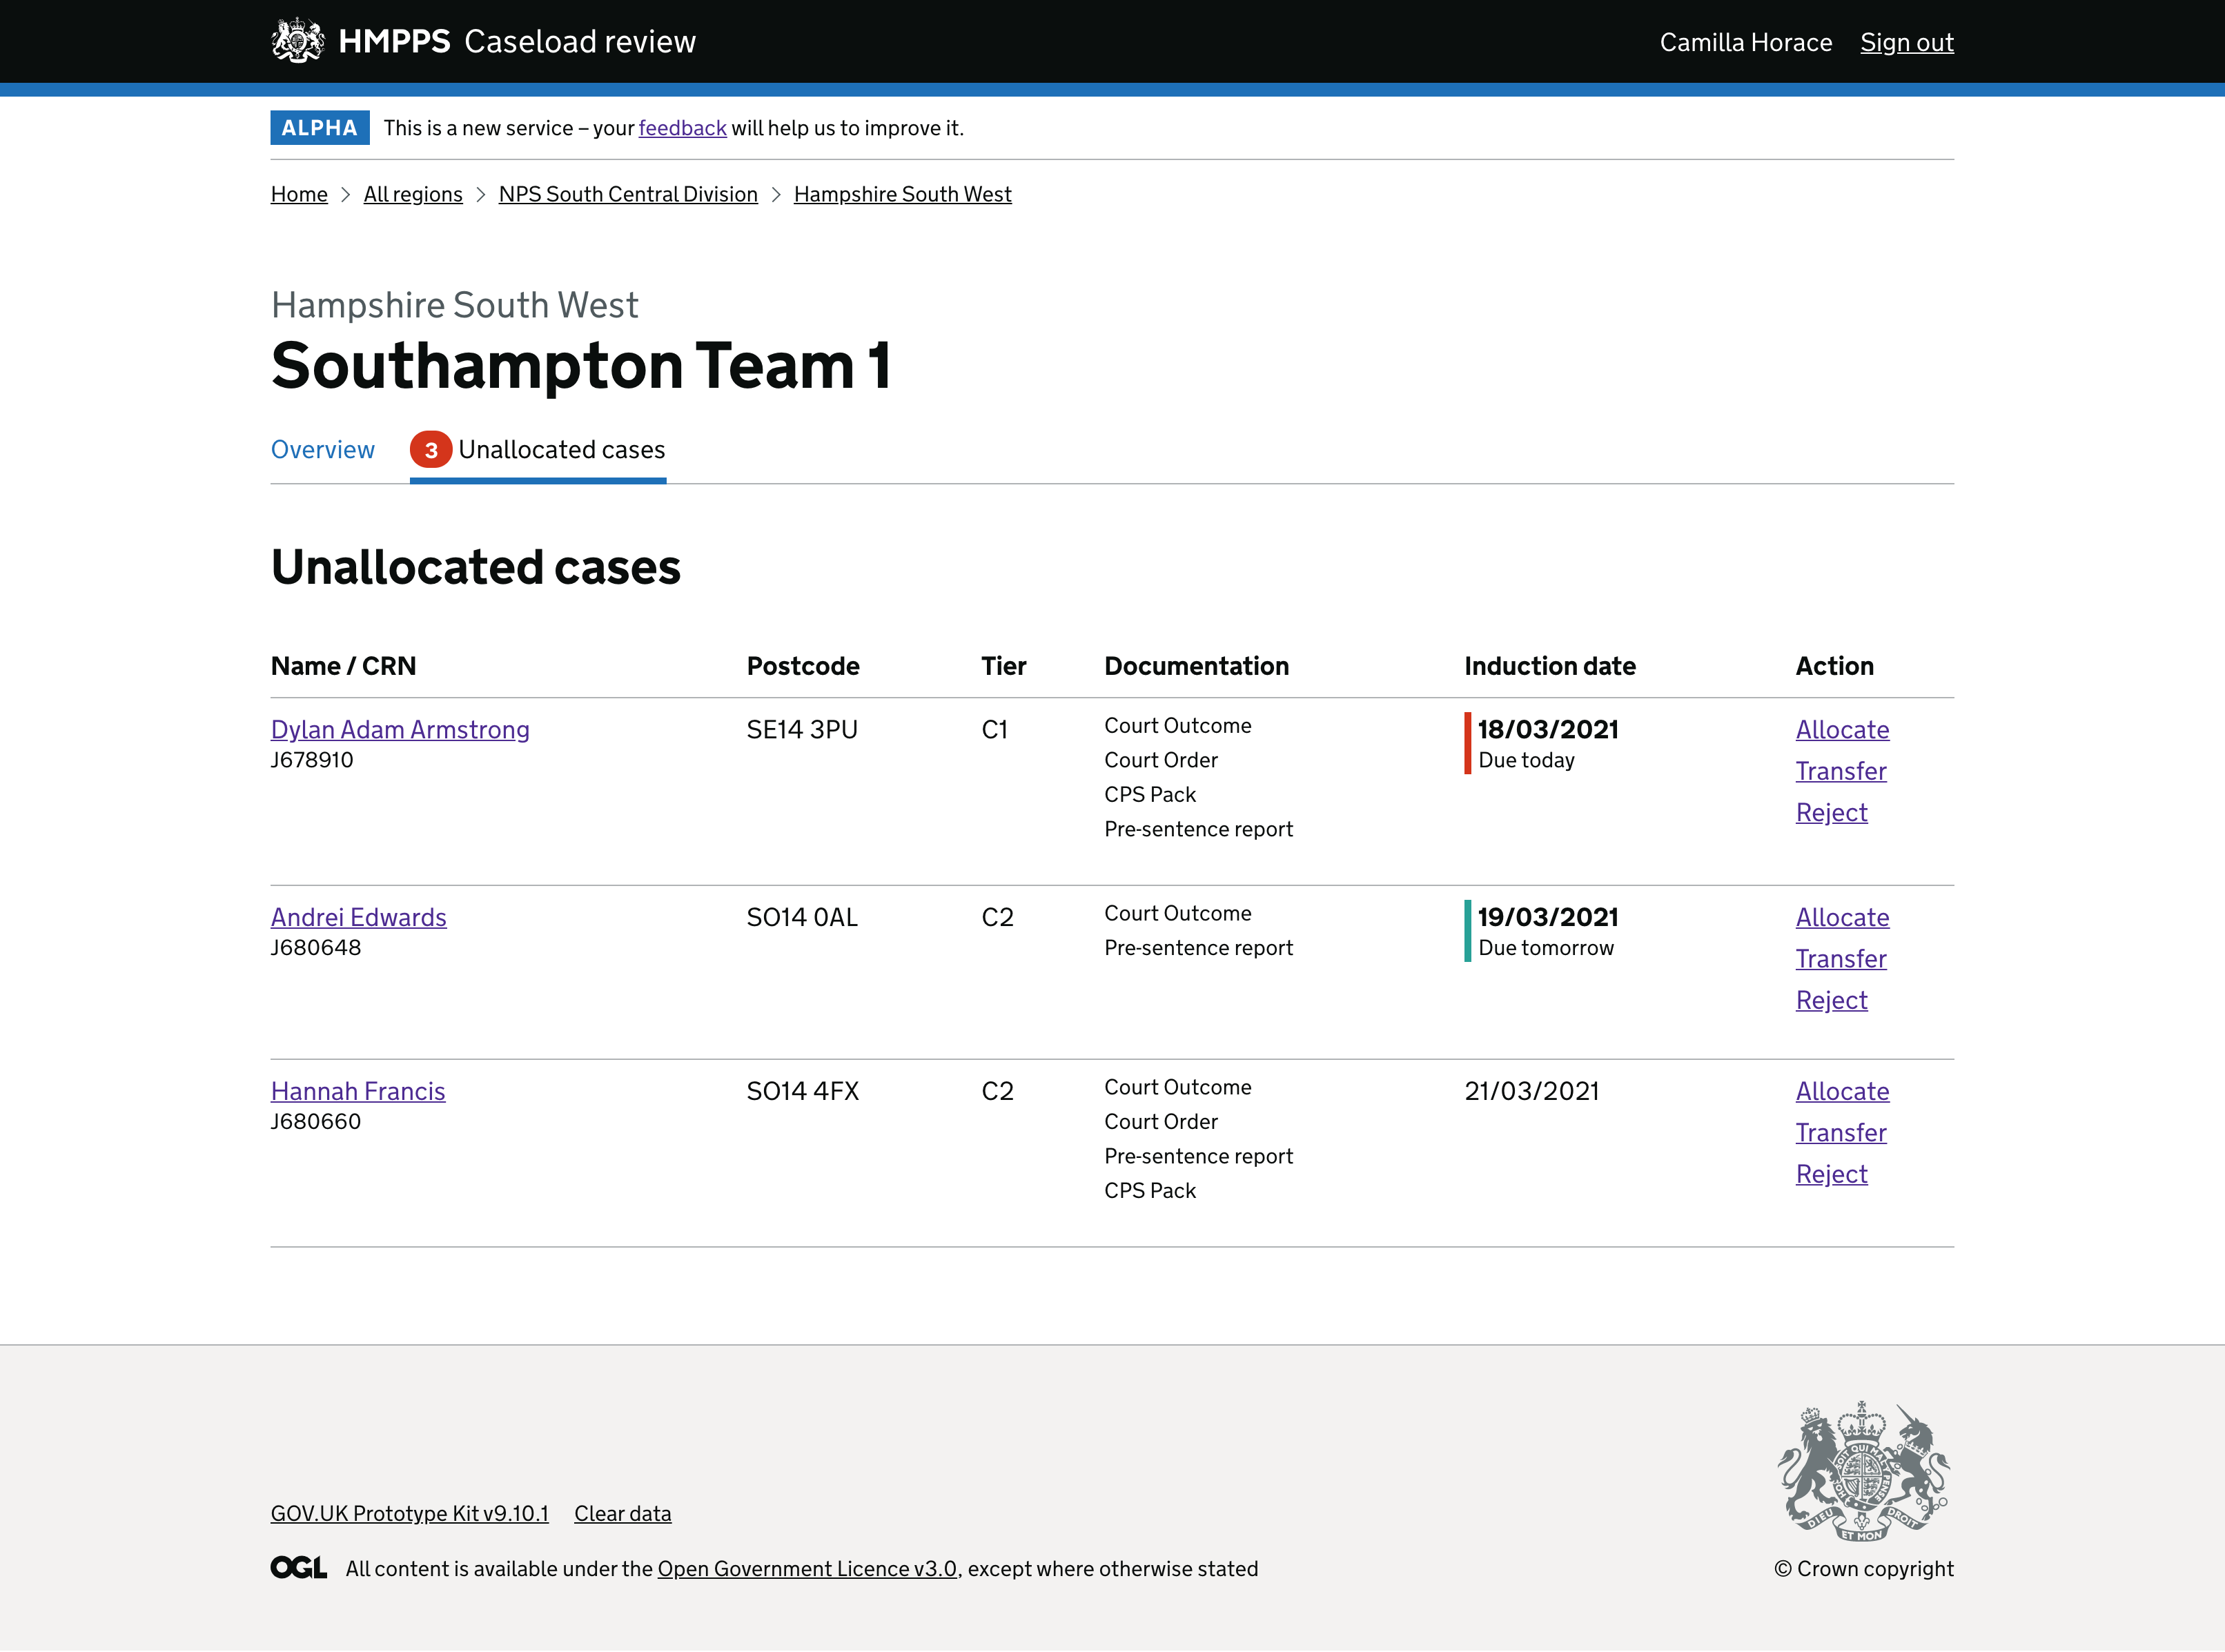 HMPPS Caseload review Camilla Horace Sign out
ALPHA This is a new service – your feedback will help us to improve it.
Home > All regions > NPS South Central Division > Hampshire South West
Hampshire South West
Southampton Team 1
Overview 3 Unallocated cases
Unallocated cases
Name / CRN Postcode Tier Documentation Induction date Action
Dylan Adam Armstrong SE14 3PU C1 Court Outcome 18/03/2021 Allocate
J678910 Court Order Due today Transfer
CPS Pack Reject
Pre-sentence report
Andrei Edwards SO14 0AL C2 Court Outcome 19/03/2021 Allocate
J680648 Pre-sentence report Due tomorrow Transfer
Reject
Hannah Francis SO14 4FX C2 Court Outcome 21/03/2021 Allocate
J680660 Court Order Transfer
Pre-sentence report Reject
CPS Pack
DIEU ET MON DROIT
GOV.UK Prototype Kit v9.10.1 Clear data
OGL All content is available under the Open Government Licence v3.0, except where otherwise stated © Crown copyright